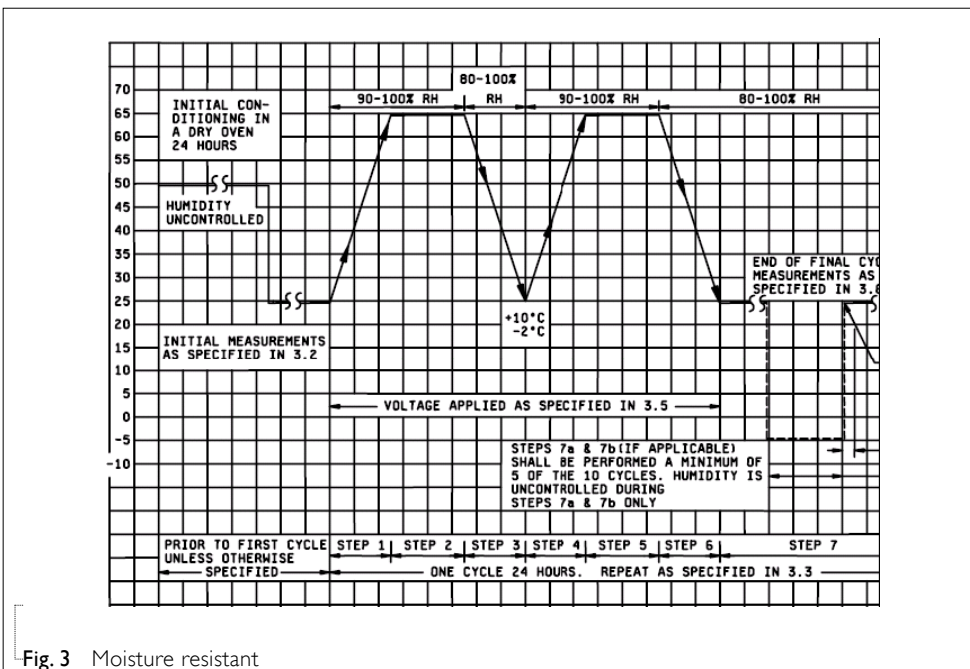 80-100%
90-100% RH
RH
90-100% RH
80-100% RH
70
65
60
55
50
45
40
35
30
25
20
15
10
5
0
-5
-10
INITIAL CON-
DITIONING IN
A DRY OVEN
24 HOURS
HUMIDITY
UNCONTROLLED
INITIAL MEASUREMENTS
AS SPECIFIED IN 3.2
+10°C
-2°C
END OF FINAL CYC
MEASUREMENTS AS
SPECIFIED IN 3.6
VOLTAGE APPLIED AS SPECIFIED IN 3.5
STEPS 7a & 7b(IF APPLICABLE)
SHALL BE PERFORMED A MINIMUM OF
5 OF THE 10 CYCLES. HUMIDITY IS
UNCONTROLLED DURING
STEPS 7a & 7b ONLY
PRIOR TO FIRST CYCLE
UNLESS OTHERWISE
SPECIFIED
STEP 1
STEP 2
STEP 3
STEP 4
STEP 5
STEP 6
STEP 7
ONE CYCLE 24 HOURS. REPEAT AS SPECIFIED IN 3.3
Fig. 3 Moisture resistant